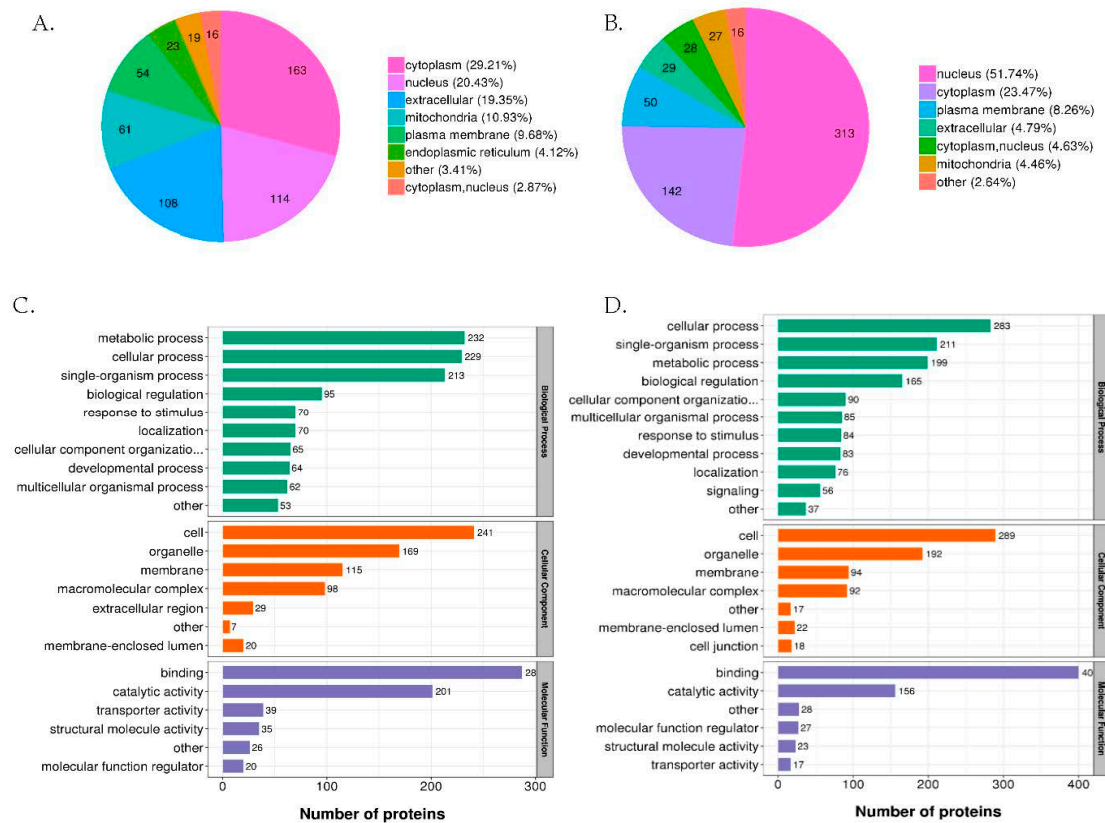 A.
163
114
108
61
54
23
19
16
cytoplasm (29.21%)
nucleus (20.43%)
extracellular (19.35%)
mitochondria (10.93%)
plasma membrane (9.68%)
endoplasmic reticulum (4.12%)
other (3.41%)
cytoplasm,nucleus (2.87%)
B.
313
142
50
29
28
27
16
nucleus (51.74%)
cytoplasm (23.47%)
plasma membrane (8.26%)
extracellular (4.79%)
cytoplasm,nucleus (4.63%)
mitochondria (4.46%)
other (2.64%)
C.
metabolic process 232
cellular process 229
single-organism process 213
biological regulation 95
response to stimulus 70
localization 70
cellular component organizatio... 65
developmental process 64
multicellular organismal process 62
other 53
Biological Process
cell 241
organelle 169
membrane 115
macromolecular complex 98
extracellular region 29
other 7
membrane-enclosed lumen 20
Cellular Component
binding 28
catalytic activity 201
transporter activity 39
structural molecule activity 35
other 26
molecular function regulator 20
Molecular Function
0 100 200 300
Number of proteins
D.
cellular process 283
single-organism process 211
metabolic process 199
biological regulation 165
cellular component organizatio... 90
multicellular organismal process 85
response to stimulus 84
developmental process 83
localization 76
signaling 56
other 37
Biological Process
cell 289
organelle 192
membrane 94
macromolecular complex 92
other 17
membrane-enclosed lumen 22
cell junction 18
Cellular Component
binding 40
catalytic activity 156
other 28
molecular function regulator 27
structural molecule activity 23
transporter activity 17
Molecular Function
0 100 200 300 400
Number of proteins